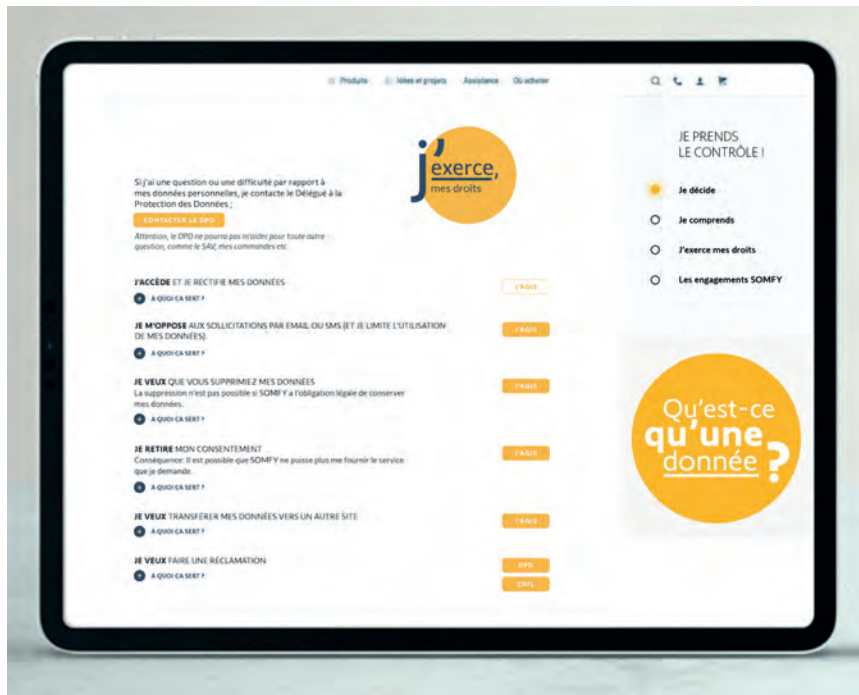 Produits Idées et projets Assistance Où acheter
j'exerce,
mes droits
Si j'ai une question ou une difficulté par rapport à
mes données personnelles, je contacte le Délégué à la
Protection des Données ;
CONTACTER LE DPD
Attention, le DPD ne pourra pas m'aider pour toute autre
question, comme le SAV, mes commandes etc
J'ACCÈDE ET JE RECTIFIE MES DONNÉES
J'AGIS
A QUOI ÇA SERT ?
JE M'OPPOSE AUX SOLLICITATIONS PAR EMAIL OU SMS (ET JE LIMITE L'UTILISATION
DE MES DONNÉES).
J'AGIS
A QUOI ÇA SERT ?
JE VEUX QUE VOUS SUPPRIMIEZ MES DONNÉES
La suppression n'est pas possible si SOMFY a l'obligation légale de conserver
mes données.
J'AGIS
A QUOI ÇA SERT ?
JE RETIRE MON CONSENTEMENT
Conséquence: Il est possible que SOMFY ne puisse plus me fournir le service
que je demande.
J'AGIS
A QUOI ÇA SERT ?
JE VEUX TRANSFÉRER MES DONNÉES VERS UN AUTRE SITE
J'AGIS
A QUOI ÇA SERT ?
JE VEUX FAIRE UNE RÉCLAMATION
DPD
A QUOI ÇA SERT ?
CNIL
JE PRENDS
LE CONTRÔLE !
Je décide
Je comprends
J'exerce mes droits
Les engagements SOMFY
Qu'est-ce
qu'une
donnée ?